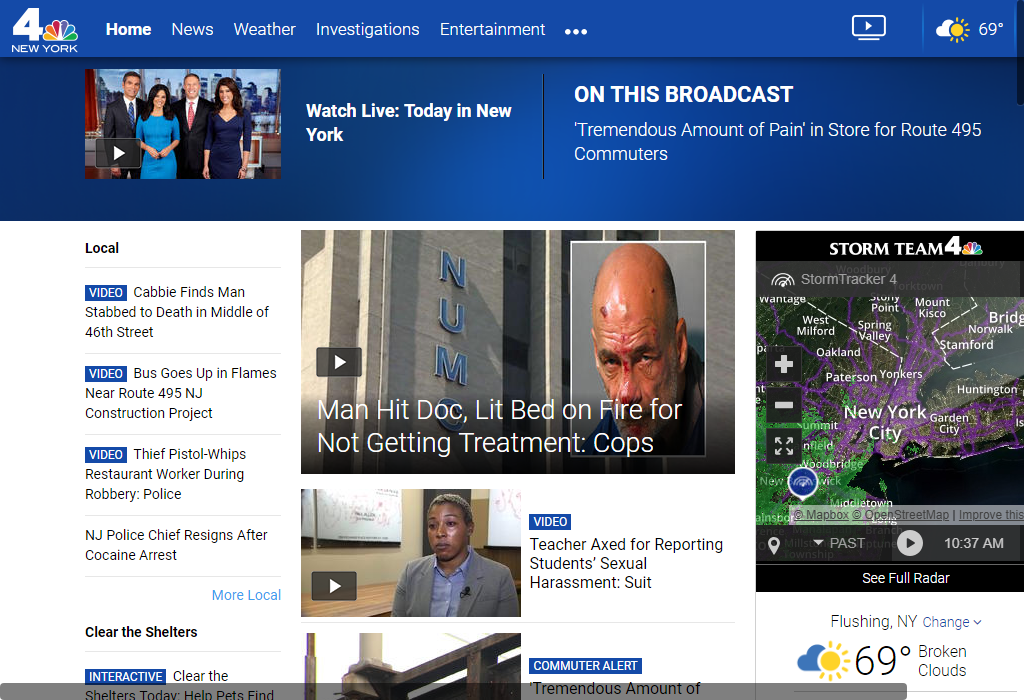 4
NEW YORK
Home
News
Weather
Investigations
Entertainment
69°
Watch Live: Today in New
York
ON THIS BROADCAST
'Tremendous Amount of Pain' in Store for Route 495
Commuters
Local
VIDEO Cabbie Finds Man
Stabbed to Death in Middle of
46th Street
VIDEO Bus Goes Up in Flames
Near Route 495 NJ
Construction Project
VIDEO Thief Pistol-Whips
Restaurant Worker During
Robbery: Police
NJ Police Chief Resigns After
Cocaine Arrest
More Local
Clear the Shelters
INTERACTIVE Clear the
Shelters Today: Help Pets Find
NUMC
Man Hit Doc, Lit Bed on Fire for
Not Getting Treatment: Cops
VIDEO
Teacher Axed for Reporting
Students' Sexual
Harassment: Suit
COMMUTER ALERT
'Tremendous Amount of
STORM TEAM 4
StormTracker 4
Woodbury
Yorktown
Wantage
Stony
Point
Mount
Kisco
West
Milford
Spring
Valley
Norwalk
Stamford
Oakland
Paterson
Yonkers
Huntington
New York
City
Garden
City
Woodbridge
Middletown
© Mapbox © OpenStreetMap | Improve this
PAST
10:37 AM
See Full Radar
Flushing, NY Change
69°
Broken
Clouds